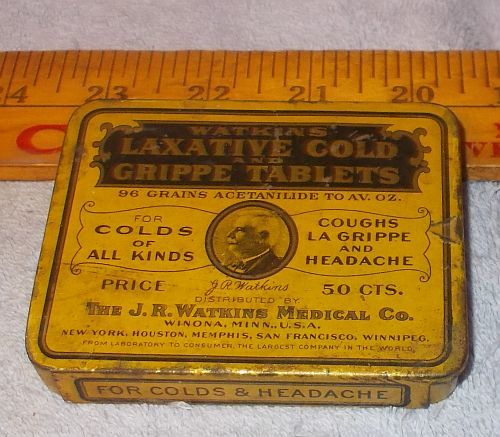 24 23 22 21 20
WATKINS'
LAXATIVE COLD
AND
GRIPPE TABLETS
96 GRAINS ACETANILIDE TO AV. OZ.
FOR
COLDS
OF
ALL KINDS
COUGHS
LA GRIPPE
AND
HEADACHE
PRICE
J.R. Watkins
50 CTS.
DISTRIBUTED BY
THE J.R. WATKINS MEDICAL CO.
WINONA, MINN., U.S.A.
NEW YORK, HOUSTON, MEMPHIS, SAN FRANCISCO, WINNIPEG.
FROM LABORATORY TO CONSUMER, THE LARGEST COMPANY IN THE WORLD.
FOR COLDS & HEADACHE